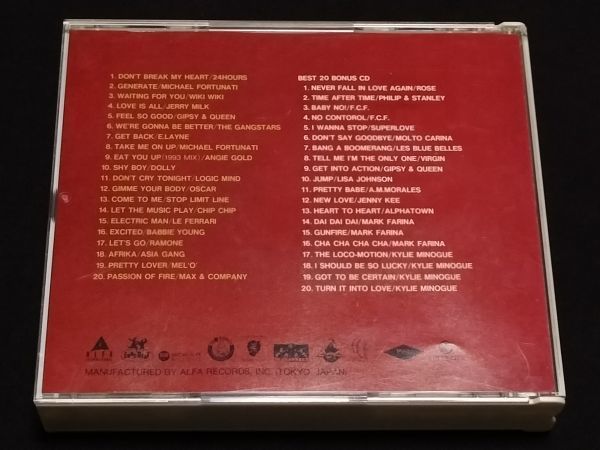 1. DON'T BREAK MY HEART/24HOURS
2. GENERATE/MICHAEL FORTUNATI
3. WAITING FOR YOU/WIKI WIKI
4. LOVE IS ALL/JERRY MILK
5. FEEL SO GOOD/GIPSY & QUEEN
6. WE'RE GONNA BE BETTER/THE GANGSTARS
7. GET BACK/E.LAYNE
8. TAKE ME ON UP/MICHAEL FORTUNATI
9. EAT YOU UP(1993 MIX)/ANGIE GOLD
10. SHY BOY/DOLLY
11. DON'T CRY TONIGHT/LOGIC MIND
12. GIMME YOUR BODY/OSCAR
13. COME TO ME/STOP LIMIT LINE
14. LET THE MUSIC PLAY/CHIP CHIP
15. ELECTRIC MAN/LE FERRARI
16. EXCITED/BABBIE YOUNG
17. LET'S GO/RAMONE
18. AFRIKA/ASIA GANG
19. PRETTY LOVER/MEL'O'
20. PASSION OF FIRE/MAX & COMPANY
BEST 20 BONUS CD
1. NEVER FALL IN LOVE AGAIN/ROSE
2. TIME AFTER TIME/PHILIP & STANLEY
3. BABY NO!/F.C.F.
4. NO CONTOROL/F.C.F.
5. I WANNA STOP/SUPERLOVE
6. DON'T SAY GOODBYE/MOLTO CARINA
7. BANG A BOOMERANG/LES BLUE BELLES
8. TELL ME I'M THE ONLY ONE/VIRGIN
9. GET INTO ACTION/GIPSY & QUEEN
10. JUMP/LISA JOHNSON
11. PRETTY BABE/A.M.MORALES
12. NEW LOVE/JENNY KEE
13. HEART TO HEART/ALPHATOWN
14. DAI DAI DAI/MARK FARINA
15. GUNFIRE/MARK FARINA
16. CHA CHA CHA CHA/MARK FARINA
17. THE LOCO-MOTION/KYLIE MINOGUE
18. I SHOULD BE SO LUCKY/KYLIE MINOGUE
19. GOT TO BE CERTAIN/KYLIE MINOGUE
20. TURN IT INTO LOVE/KYLIE MINOGUE
MANUFACTURED BY ALFA RECORDS, INC. (TOKYO, JAPAN)